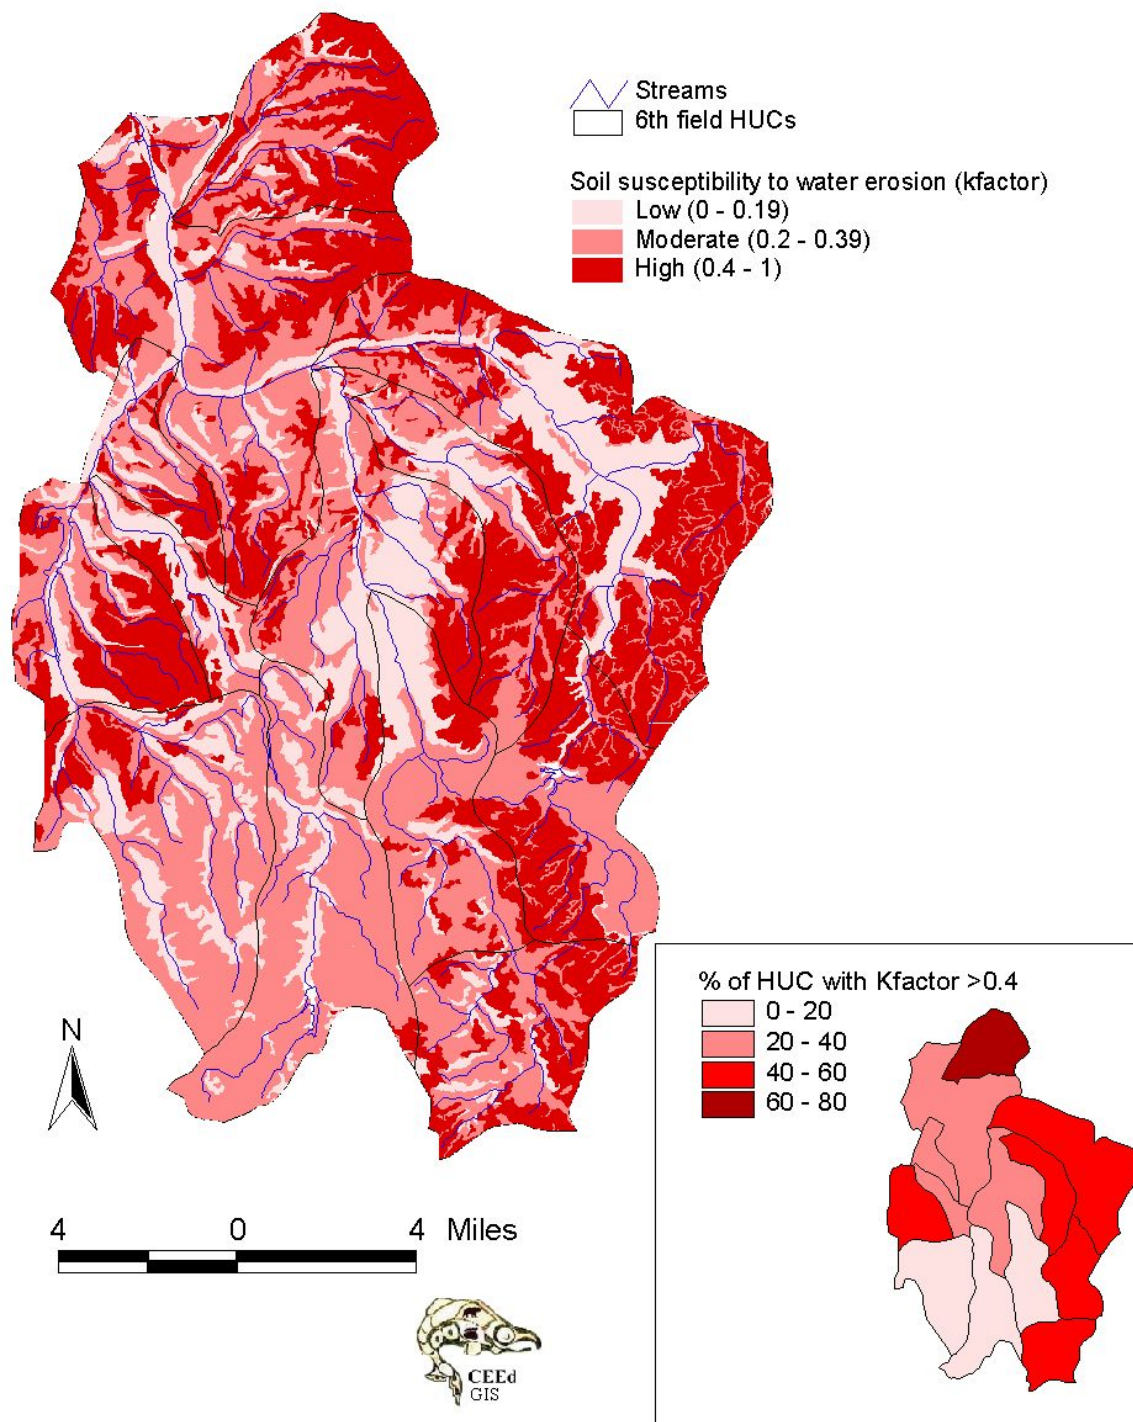 Streams
6th field HUCs
Soil susceptibility to water erosion (kfactor)
Low (0 - 0.19)
Moderate (0.2 - 0.39)
High (0.4 - 1)
N
4 0 4 Miles
CEEd
GIS
% of HUC with Kfactor >0.4
0 - 20
20 - 40
40 - 60
60 - 80